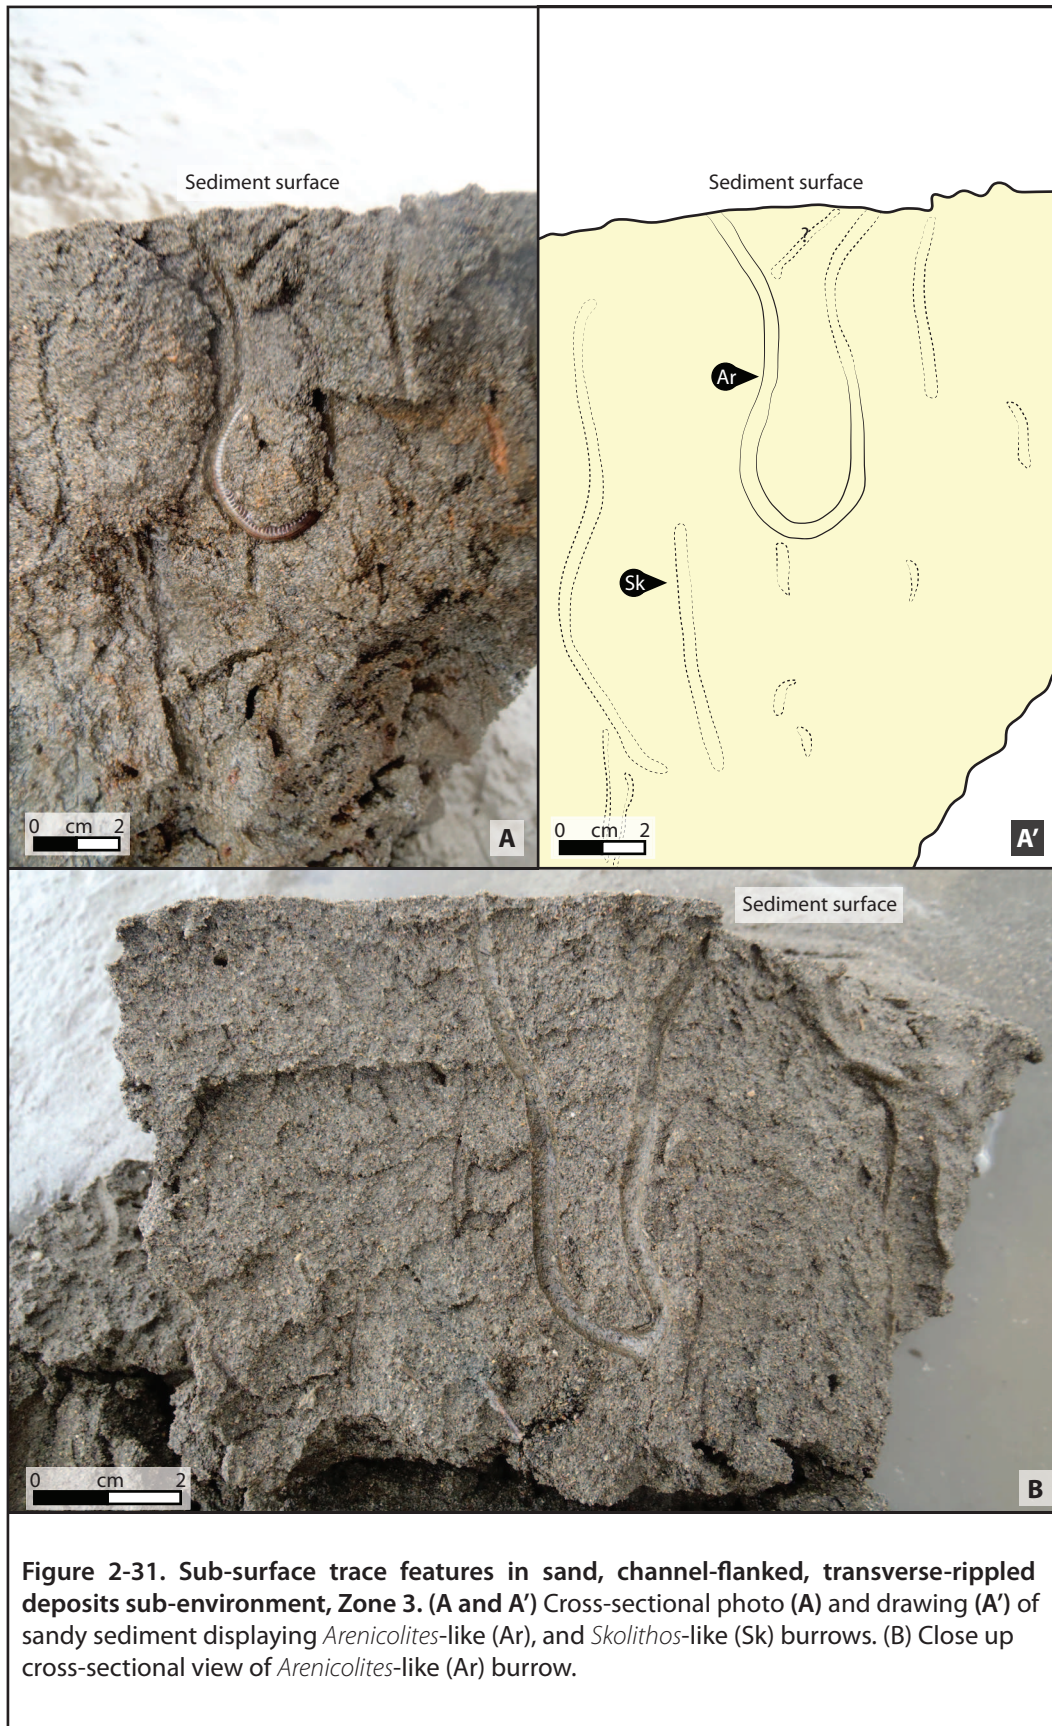 Sediment surface
0 cm 2
A
Sediment surface
?
Ar
Sk
0 cm 2
A’
Sediment surface
0 cm 2
B
Figure 2-31. Sub-surface trace features in sand, channel-flanked, transverse-rippled
deposits sub-environment, Zone 3. (A and A’) Cross-sectional photo (A) and drawing (A’) of
sandy sediment displaying Arenicolites-like (Ar), and Skolithos-like (Sk) burrows. (B) Close up
cross-sectional view of Arenicolites-like (Ar) burrow.